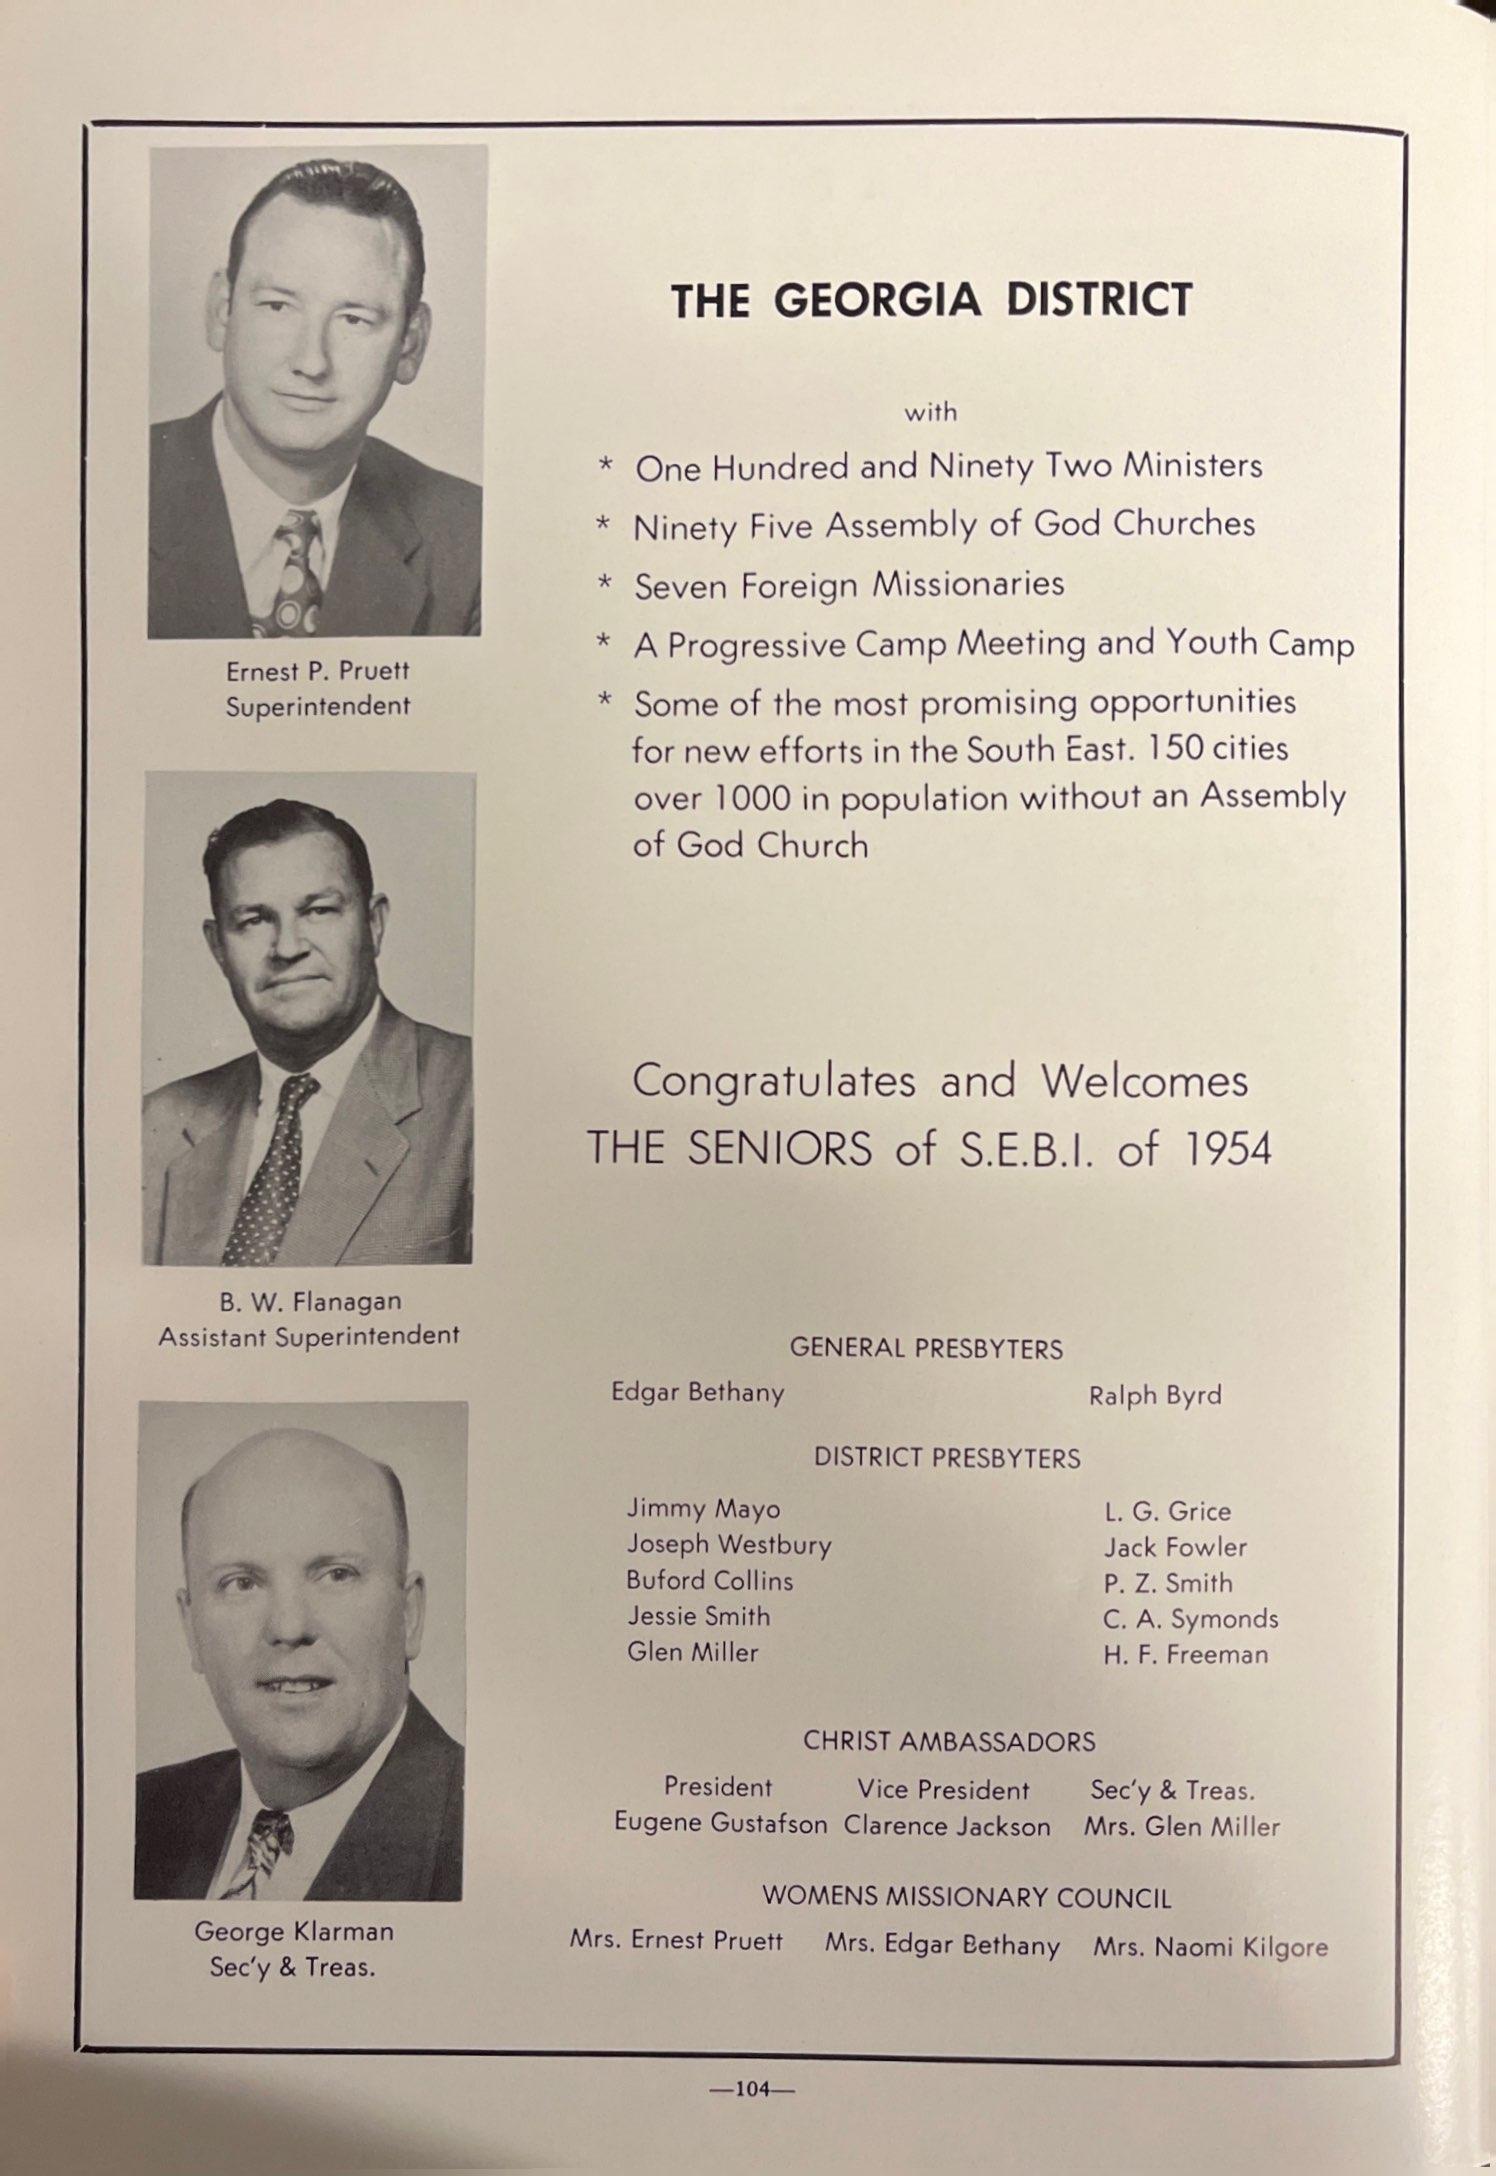 THE GEORGIA DISTRICT
with
* One Hundred and Ninety Two Ministers
* Ninety Five Assembly of God Churches
* Seven Foreign Missionaries
* A Progressive Camp Meeting and Youth Camp
* Some of the most promising opportunities
for new efforts in the South East. 150 cities
over 1000 in population without an Assembly
of God Church
Ernest P. Pruett
Superintendent
Congratulates and Welcomes
THE SENIORS of S.E.B.I. of 1954
B. W. Flanagan
Assistant Superintendent
GENERAL PRESBYTERS
Edgar Bethany Ralph Byrd
DISTRICT PRESBYTERS
Jimmy Mayo L. G. Grice
Joseph Westbury Jack Fowler
Buford Collins P. Z. Smith
Jessie Smith C. A. Symonds
Glen Miller H. F. Freeman
CHRIST AMBASSADORS
President Vice President Sec'y & Treas.
Eugene Gustafson Clarence Jackson Mrs. Glen Miller
WOMENS MISSIONARY COUNCIL
Mrs. Ernest Pruett Mrs. Edgar Bethany Mrs. Naomi Kilgore
George Klarman
Sec'y & Treas.
—104—